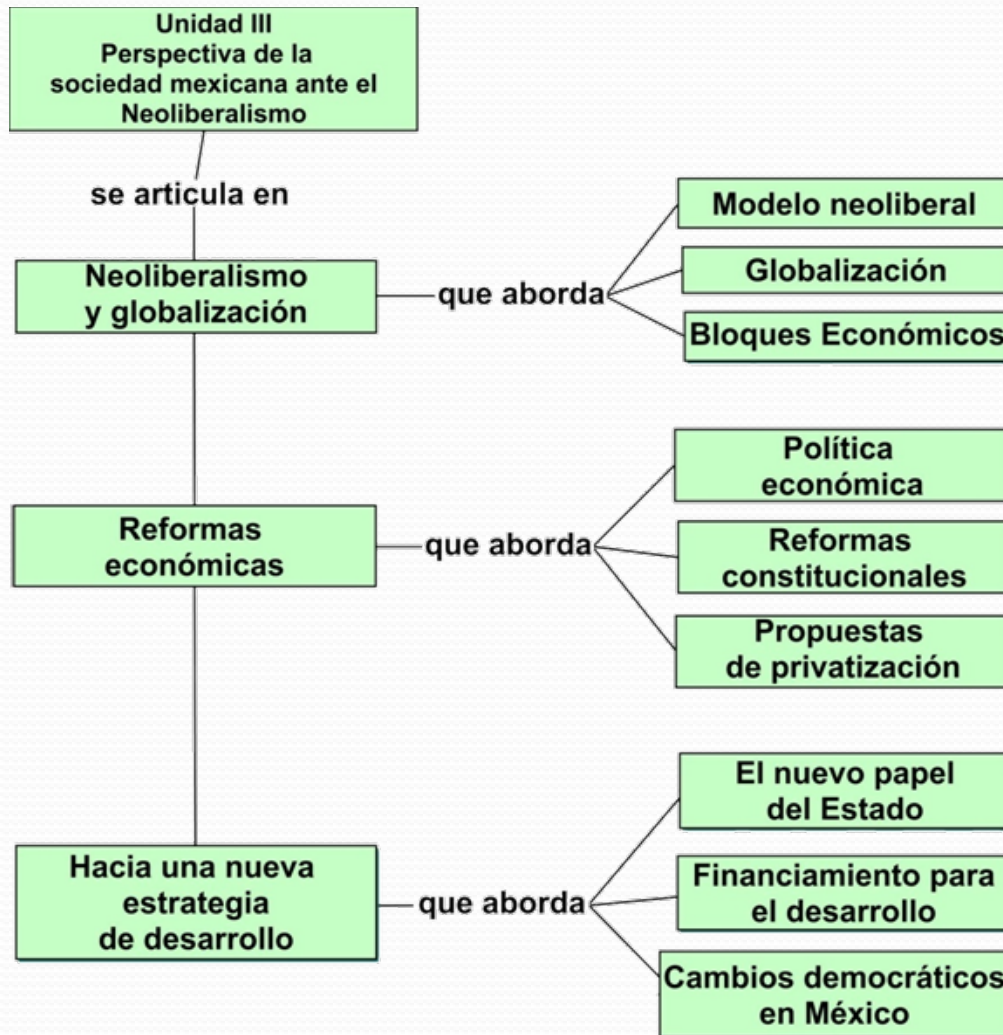 Unidad III
Perspectiva de la
sociedad mexicana ante el
Neoliberalismo
se articula en
Neoliberalismo
y globalización
que aborda
Modelo neoliberal
Globalización
Bloques Económicos
Reformas
económicas
que aborda
Política
económica
Reformas
constitucionales
Propuestas
de privatización
Hacia una nueva
estrategia
de desarrollo
que aborda
El nuevo papel
del Estado
Financiamiento para
el desarrollo
Cambios democráticos
en México